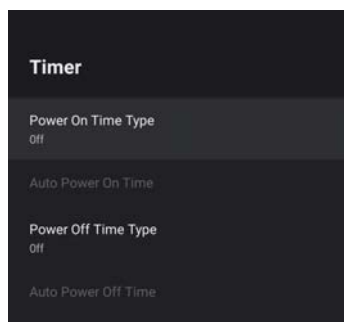 Timer
Power On Time Type
Off
Auto Power On Time
Power Off Time Type
Off
Auto Power Off Time